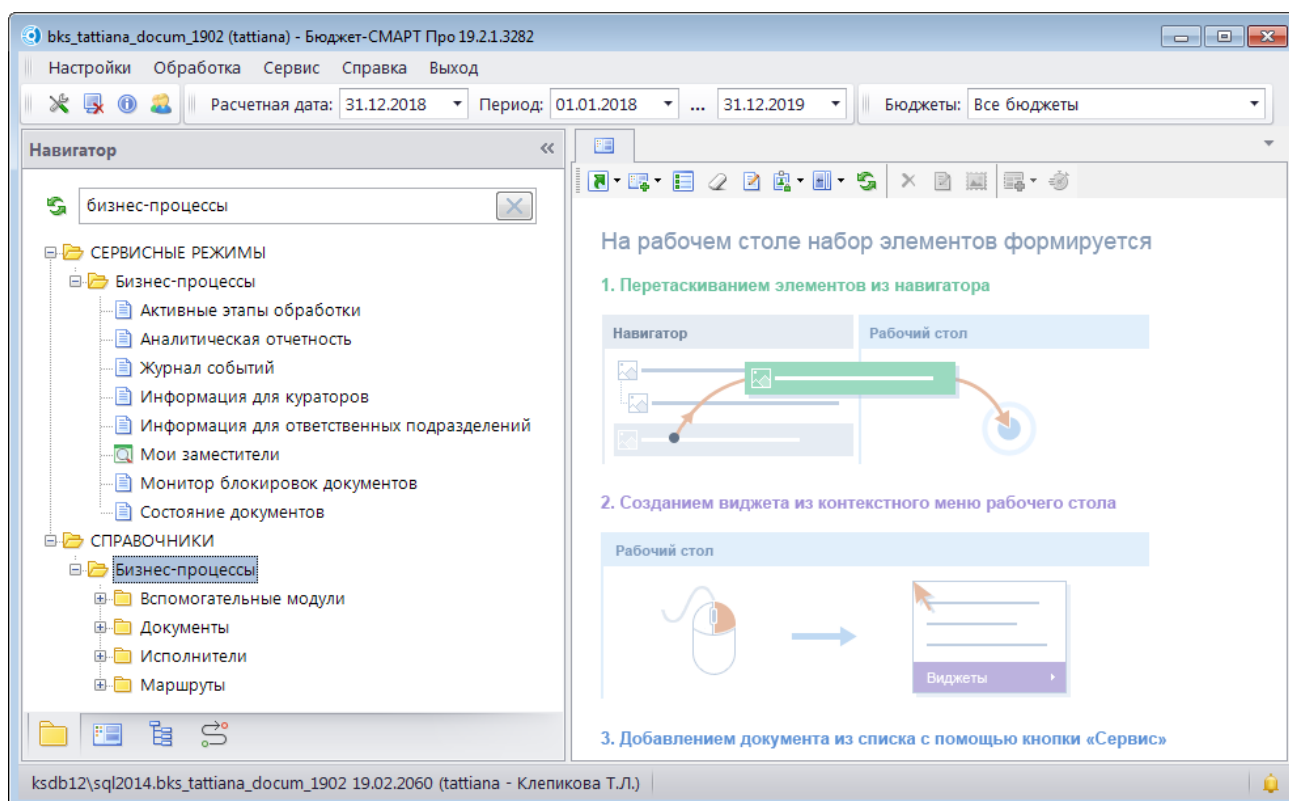 bks_tattiana_docum_1902 (tattiana) - Бюджет-СМАРТ Про 19.2.1.3282
Настройки Обработка Сервис Справка Выход
Расчетная дата: 31.12.2018 Период: 01.01.2018 ... 31.12.2019 Бюджеты: Все бюджеты
Навигатор
бизнес-процессы
СЕРВИСНЫЕ РЕЖИМЫ
Бизнес-процессы
Активные этапы обработки
Аналитическая отчетность
Журнал событий
Информация для кураторов
Информация для ответственных подразделений
Мои заместители
Монитор блокировок документов
Состояние документов
СПРАВОЧНИКИ
Бизнес-процессы
Вспомогательные модули
Документы
Исполнители
Маршруты
На рабочем столе набор элементов формируется
1. Перетаскиванием элементов из навигатора
Навигатор Рабочий стол
2. Созданием виджета из контекстного меню рабочего стола
Рабочий стол
Виджеты
3. Добавлением документа из списка с помощью кнопки «Сервис»
ksdb12\sql2014.bks_tattiana_docum_1902 19.02.2060 (tattiana - Клепикова Т.Л.)